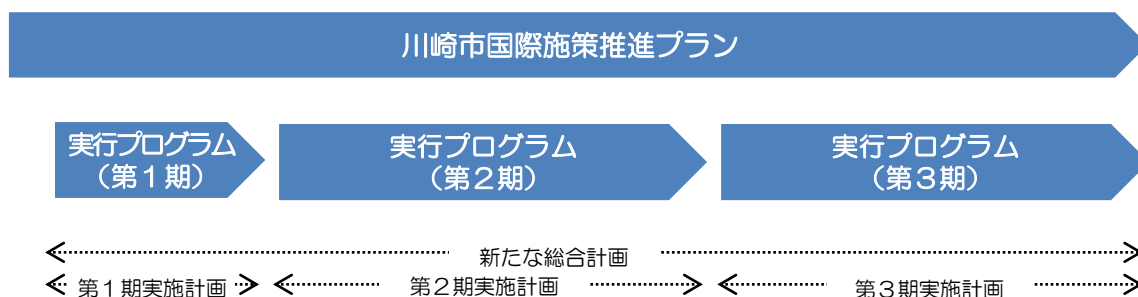 川崎市国際施策推進プラン
実行プログラム
(第1期)
実行プログラム
(第2期)
実行プログラム
(第3期)
新たな総合計画
第1期実施計画
第2期実施計画
第3期実施計画